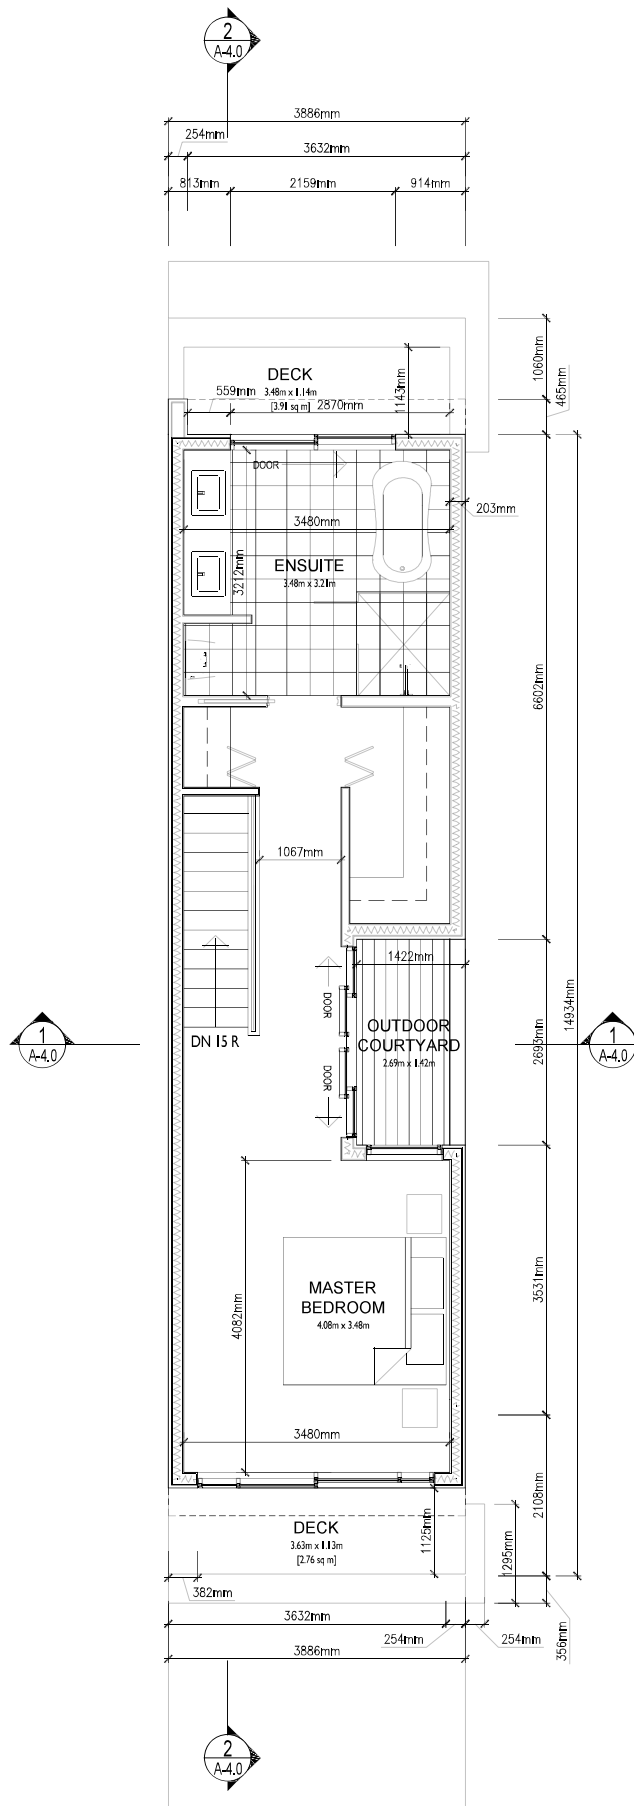 2
A-4.0
3886mm
254mm
3632mm
813mm
2159mm
914mm
1060mm
465mm
DECK
3.48m x 1.14m
[3.91 sq m]
559mm
2870mm
1143mm
DOOR
203mm
3480mm
ENSUITE
3.48m x 3.21m
3212mm
6602mm
1067mm
1422mm
DOOR
OUTDOOR
COURTYARD
2.69m x 1.42m
2693mm
14934mm
1
A-4.0
DN 15 R
1
A-4.0
DOOR
MASTER
BEDROOM
4.08m x 3.48m
4082mm
3531mm
3480mm
2108mm
DECK
3.63m x 1.13m
[2.76 sq m]
1125mm
1295mm
382mm
3632mm
254mm
254mm
356mm
3886mm
2
A-4.0